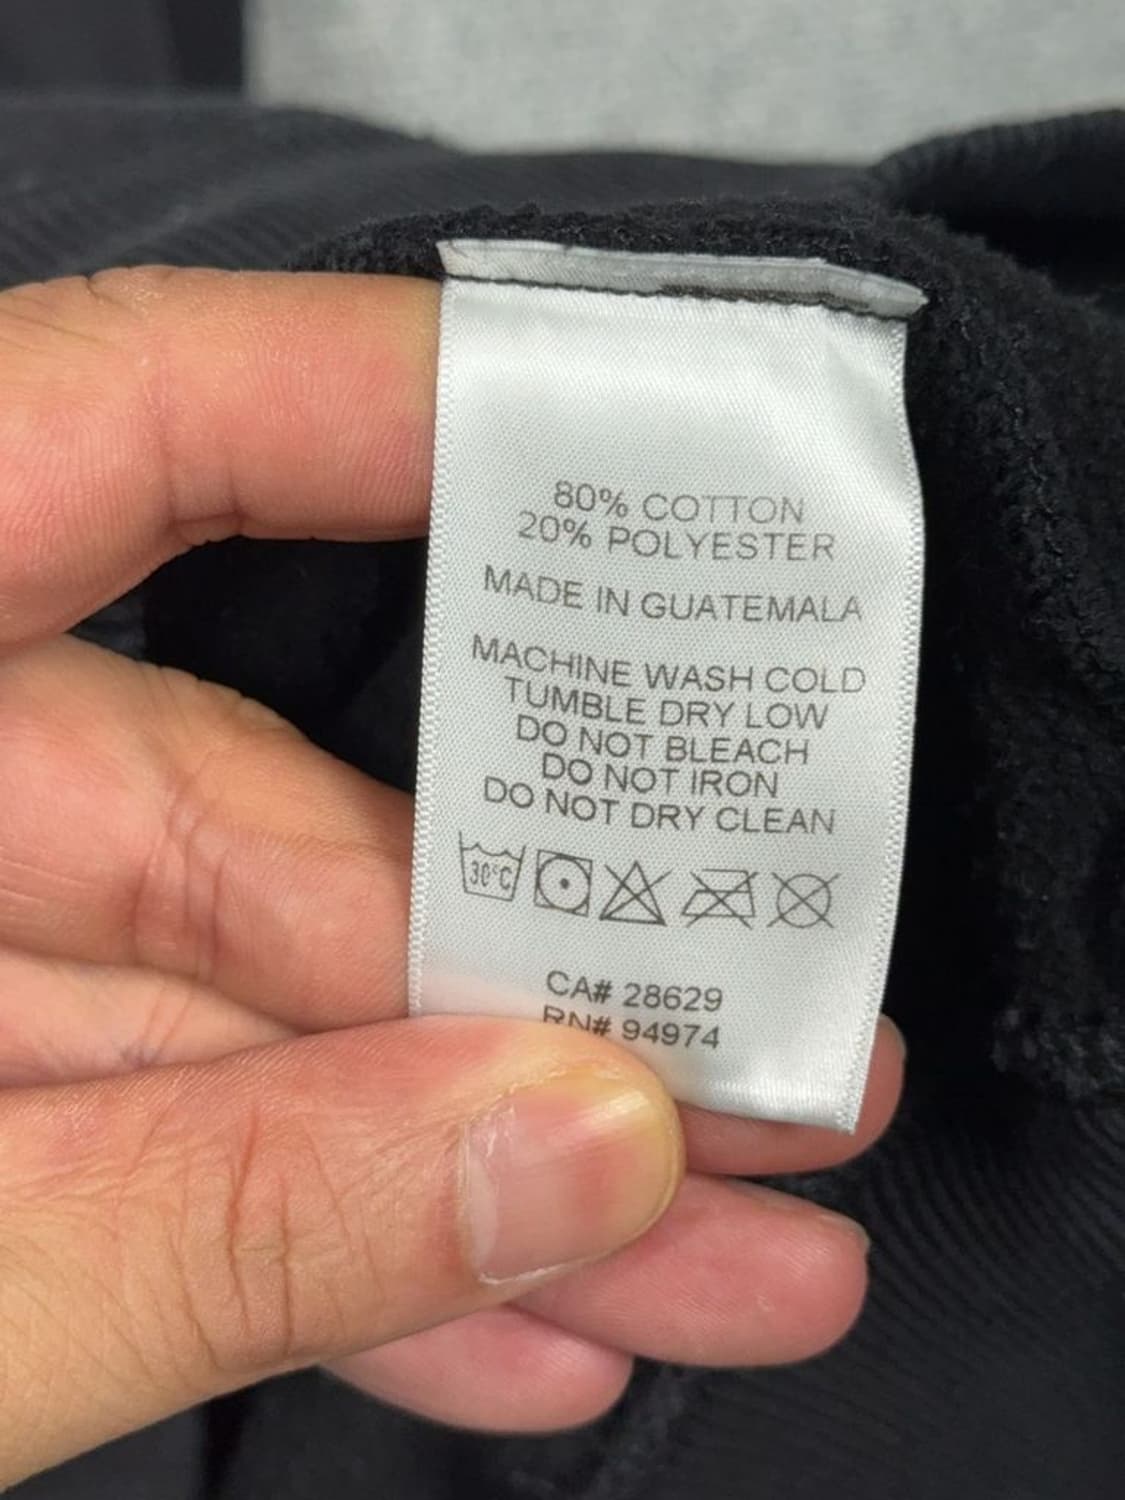 80% COTTON
20% POLYESTER
MADE IN GUATEMALA
MACHINE WASH COLD
TUMBLE DRY LOW
DO NOT BLEACH
DO NOT IRON
DO NOT DRY CLEAN
30°C
CA# 28629
RN# 94974